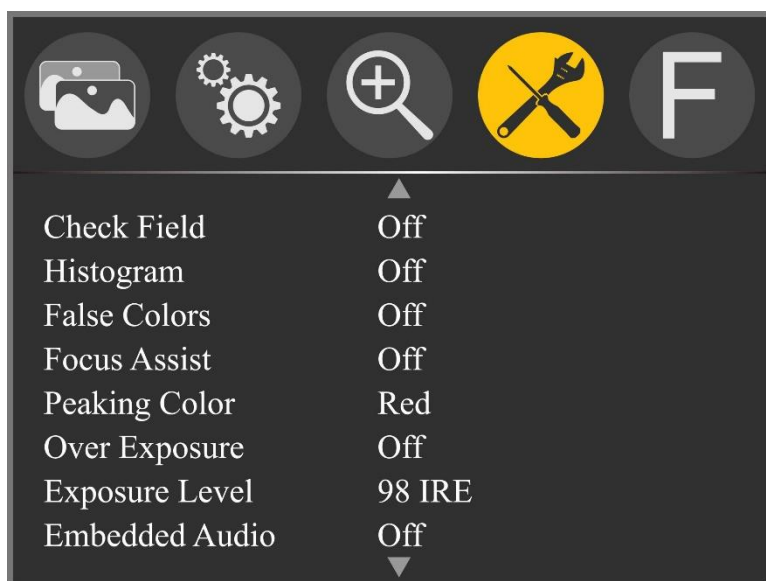 F
Check Field Off
Histogram Off
False Colors Off
Focus Assist Off
Peaking Color Red
Over Exposure Off
Exposure Level 98 IRE
Embedded Audio Off